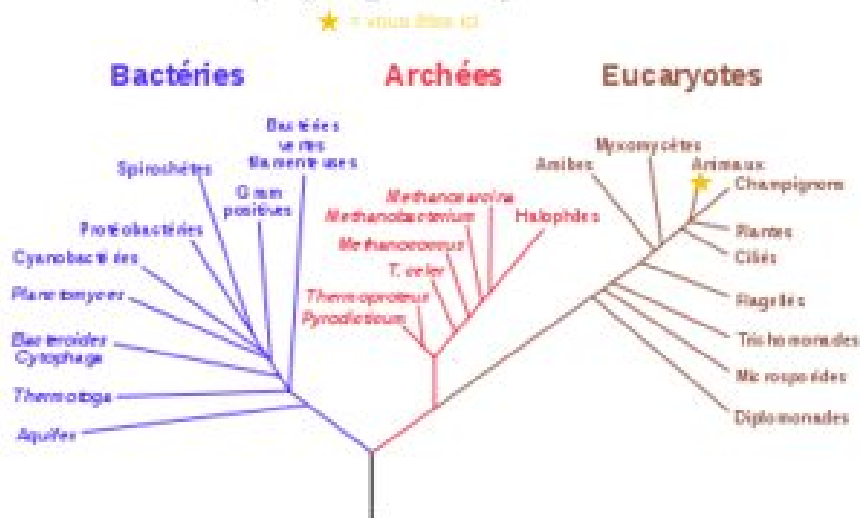 = vous êtes ici
Bactéries
Archées
Eucaryotes
Bactéries
vertes
filamenteuses
Spirochètes
Gram
positives
Protéobactéries
Cyanobactéries
Planctomyces
Bacteroides
Cytophaga
Thermotoga
Aquifex
Methanosarcina
Methanobacterium
Halophiles
Methanococcus
T. celer
Thermoproteus
Pyrodicticum
Myxomycètes
Amibes
Animaux
Champignons
Plantes
Ciliés
Flagellés
Trichomonades
Microsporidies
Diplomonades